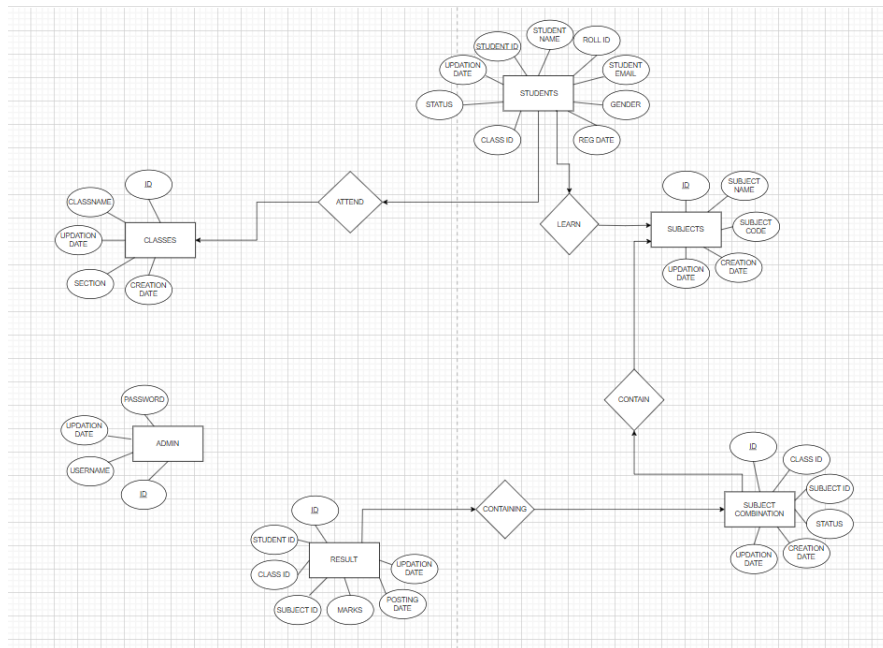 STUDENT
NAME
ROLL ID
STUDENT ID
UPDATION
DATE
STUDENT
EMAIL
STUDENTS
STATUS
GENDER
CLASS ID
REG DATE
ID
CLASSNAME
ATTEND
LEARN
ID
SUBJECT
NAME
UPDATION
DATE
CLASSES
SUBJECTS
SUBJECT
CODE
SECTION
CREATION
DATE
UPDATION
DATE
CREATION
DATE
PASSWORD
CONTAIN
UPDATION
DATE
ADMIN
USERNAME
ID
ID
CLASS ID
SUBJECT ID
SUBJECT
COMBINATION
STATUS
UPDATION
DATE
CREATION
DATE
ID
CONTAINING
STUDENT ID
CLASS ID
RESULT
UPDATION
DATE
SUBJECT ID
MARKS
POSTING
DATE